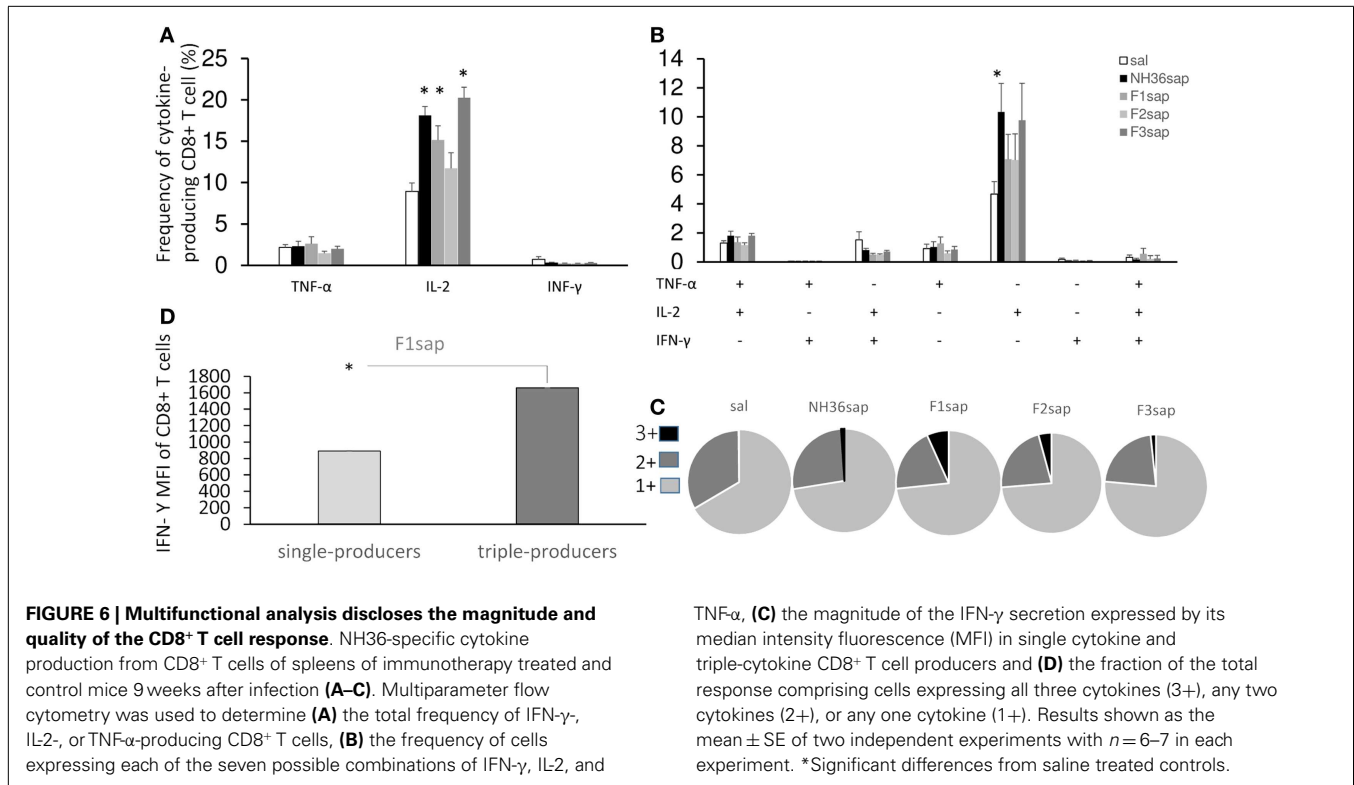 A
Frequency of cytokine-
producing CD8+ T cell (%)
25
20
15
10
5
0
* * *
TNF-α IL-2 INF-γ
B
14
12
10
8
6
4
2
0
*
sal
NH36sap
F1sap
F2sap
F3sap
TNF-α + + - + - - +
IL-2 + - + - + - +
IFN-γ - + + - - + +
D
IFN- Y MFI of CD8+ T cells
F1sap
*
1800
1600
1400
1200
1000
800
600
400
200
0
single-producers triple-producers
C
sal NH36sap F1sap F2sap F3sap
3+
2+
1+
FIGURE 6 | Multifunctional analysis discloses the magnitude and
quality of the CD8⁺ T cell response. NH36-specific cytokine
production from CD8⁺ T cells of spleens of immunotherapy treated and
control mice 9 weeks after infection (A–C). Multiparameter flow
cytometry was used to determine (A) the total frequency of IFN-γ-,
IL-2-, or TNF-α-producing CD8⁺ T cells, (B) the frequency of cells
expressing each of the seven possible combinations of IFN-γ, IL-2, and
TNF-α, (C) the magnitude of the IFN-γ secretion expressed by its
median intensity fluorescence (MFI) in single cytokine and
triple-cytokine CD8⁺ T cell producers and (D) the fraction of the total
response comprising cells expressing all three cytokines (3+), any two
cytokines (2+), or any one cytokine (1+). Results shown as the
mean ± SE of two independent experiments with n = 6–7 in each
experiment. *Significant differences from saline treated controls.